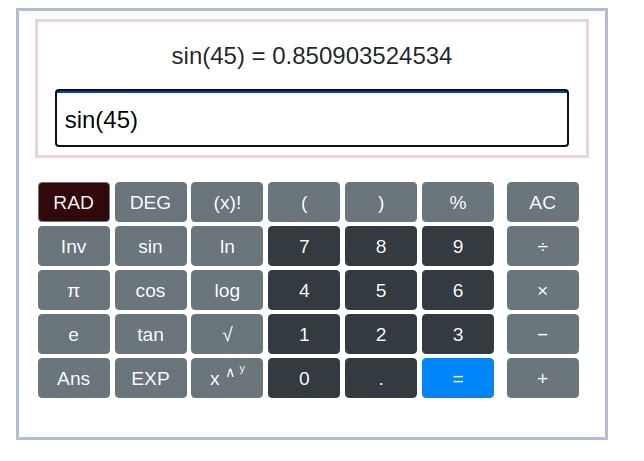 sin(45) = 0.850903524534
sin(45)
RAD DEG (x)! ( ) % AC
Inv sin ln 7 8 9 ÷
π cos log 4 5 6 ×
e tan √ 1 2 3 −
Ans EXP x ^ y 0 . = +